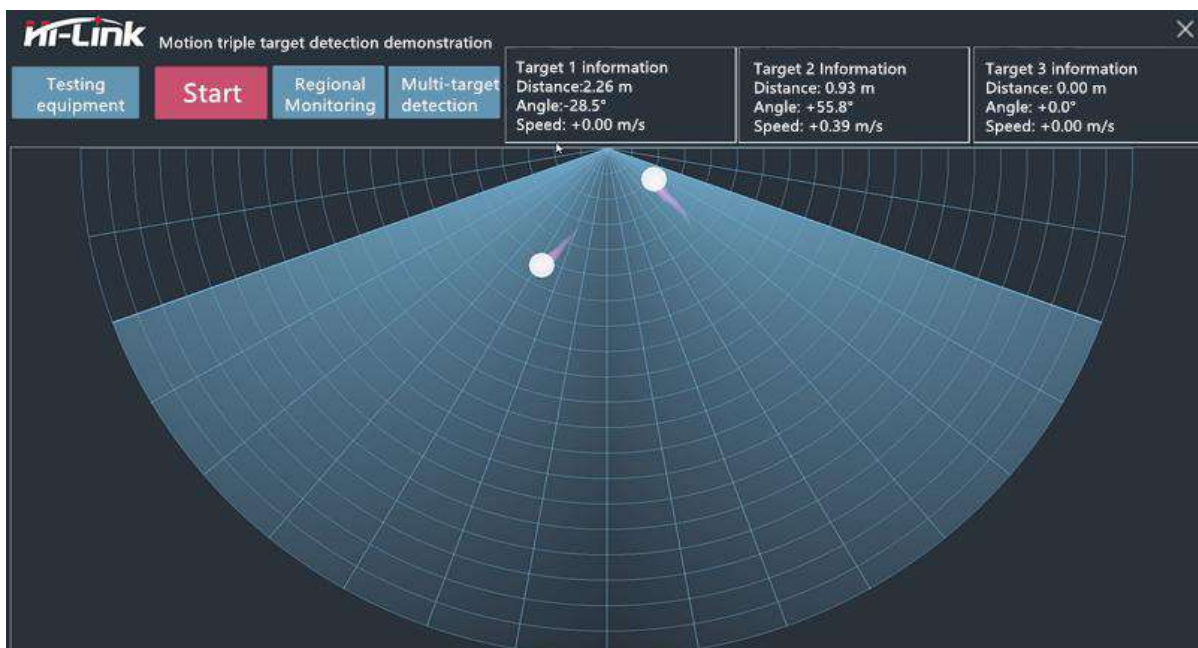 Hi-Link
Motion triple target detection demonstration
Testing
equipment
Start
Regional
Monitoring
Multi-target
detection
Target 1 information
Distance:2.26 m
Angle:-28.5°
Speed: +0.00 m/s
Target 2 Information
Distance: 0.93 m
Angle: +55.8°
Speed: +0.39 m/s
Target 3 information
Distance: 0.00 m
Angle: +0.0°
Speed: +0.00 m/s